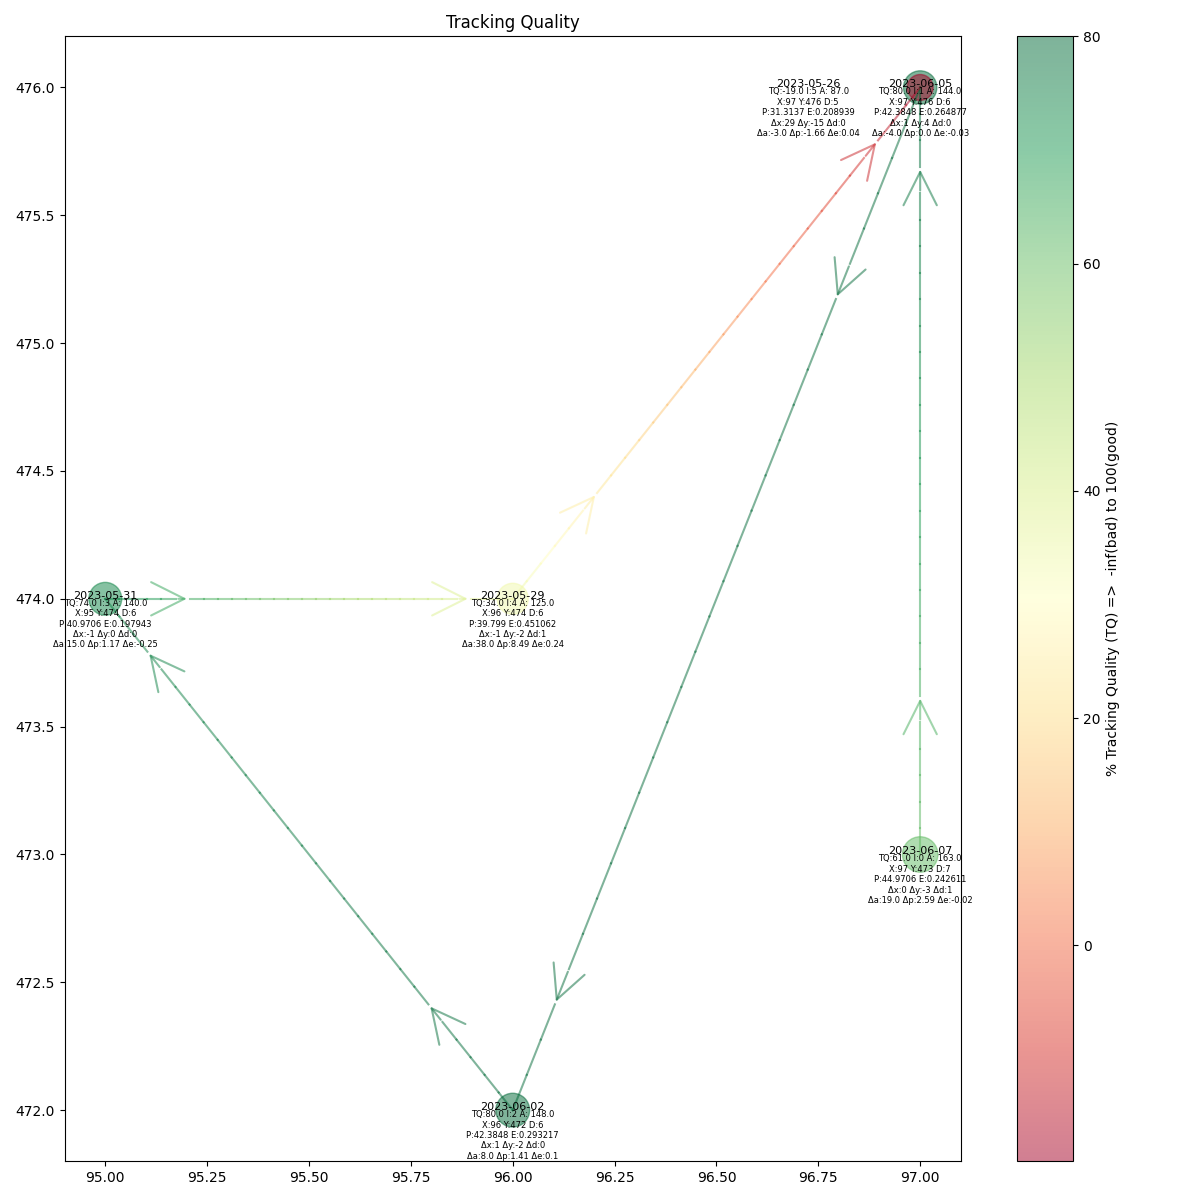 Tracking Quality
476.0
475.5
475.0
474.5
474.0
473.5
473.0
472.5
472.0
95.00
95.25
95.50
95.75
96.00
96.25
96.50
96.75
97.00
2023-05-26
TQ:-19.0 I:5 A: 87.0
X:97 Y:476 D:5
P:31.3137 E:0.208939
Δx:29 Δy:-15 Δd:0
Δa:-3.0 Δp:-1.66 Δe:0.04
2023-06-05
TQ:80.0 I:1 A: 144.0
X:97 Y:476 D:6
P:42.3848 E:0.264877
Δx:1 Δy:4 Δd:0
Δa:-4.0 Δp:0.0 Δe:-0.03
2023-05-31
TQ:74.0 I:3 A: 140.0
X:95 Y:474 D:6
P:40.9706 E:0.197943
Δx:-1 Δy:0 Δd:0
Δa:15.0 Δp:1.17 Δe:-0.25
2023-05-29
TQ:34.0 I:4 A: 125.0
X:96 Y:474 D:6
P:39.799 E:0.451062
Δx:-1 Δy:-2 Δd:1
Δa:38.0 Δp:8.49 Δe:0.24
2023-06-07
TQ:61.0 I:0 A: 163.0
X:97 Y:473 D:7
P:44.9706 E:0.242611
Δx:0 Δy:-3 Δd:1
Δa:19.0 Δp:2.59 Δe:-0.02
2023-06-02
TQ:80.0 I:2 A: 148.0
X:96 Y:472 D:6
P:42.3848 E:0.293217
Δx:1 Δy:-2 Δd:0
Δa:8.0 Δp:1.41 Δe:0.1
80
60
40
20
0
% Tracking Quality (TQ) => -inf(bad) to 100(good)